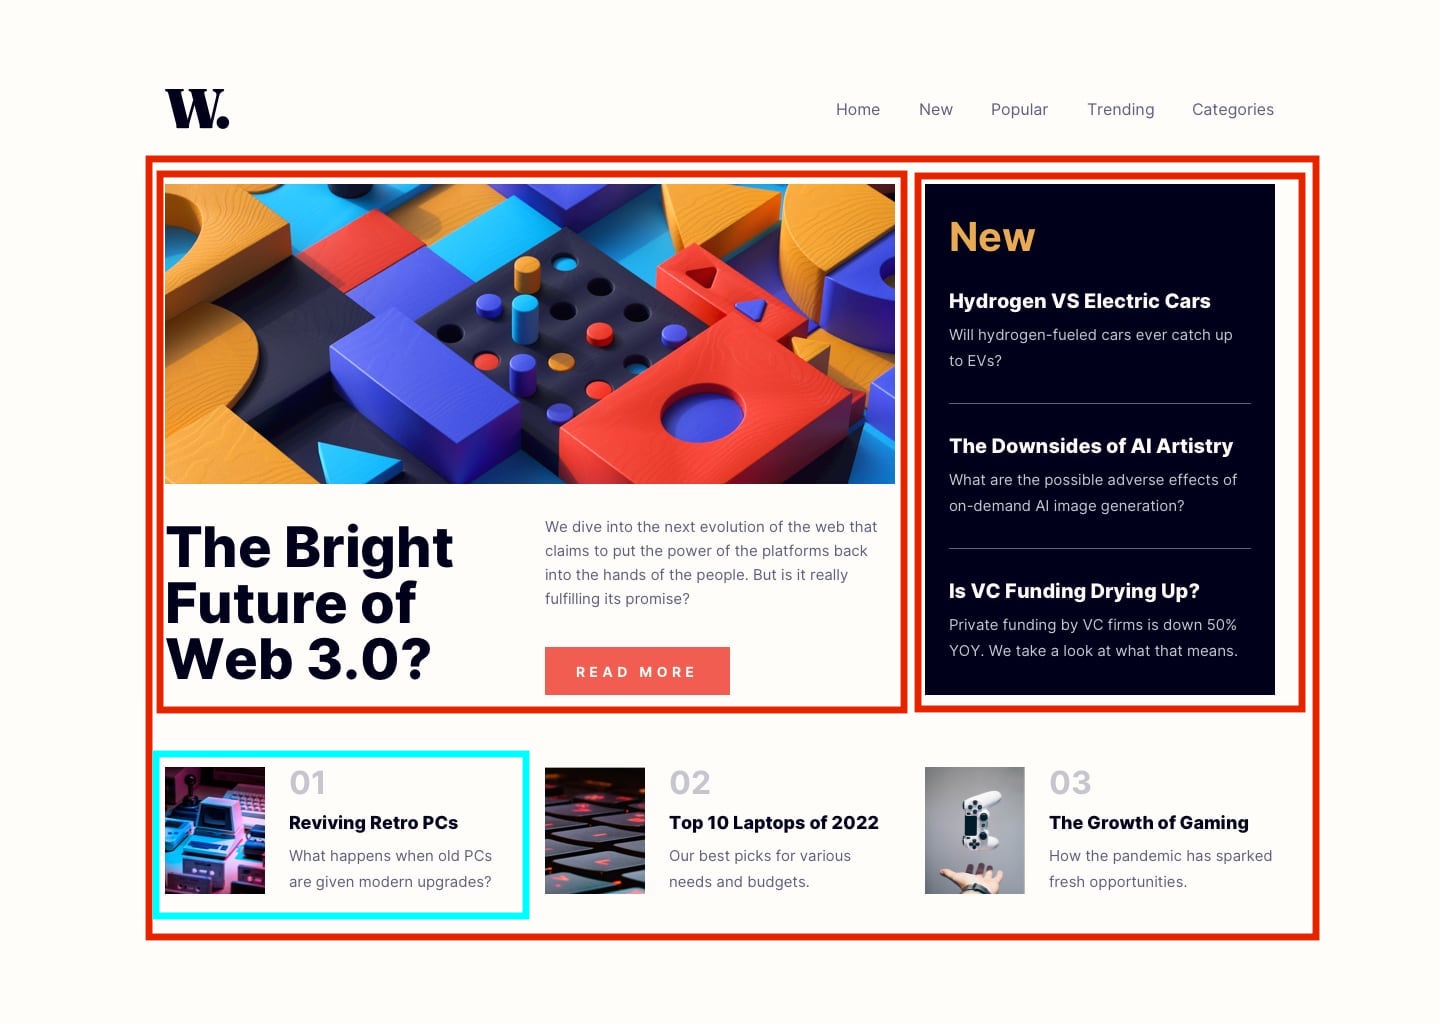 W.
Home New Popular Trending Categories
The Bright
Future of
Web 3.0?
We dive into the next evolution of the web that
claims to put the power of the platforms back
into the hands of the people. But is it really
fulfilling its promise?
READ MORE
New
Hydrogen VS Electric Cars
Will hydrogen-fueled cars ever catch up
to EVs?
The Downsides of AI Artistry
What are the possible adverse effects of
on-demand AI image generation?
Is VC Funding Drying Up?
Private funding by VC firms is down 50%
YOY. We take a look at what that means.
01
Reviving Retro PCs
What happens when old PCs
are given modern upgrades?
02
Top 10 Laptops of 2022
Our best picks for various
needs and budgets.
03
The Growth of Gaming
How the pandemic has sparked
fresh opportunities.